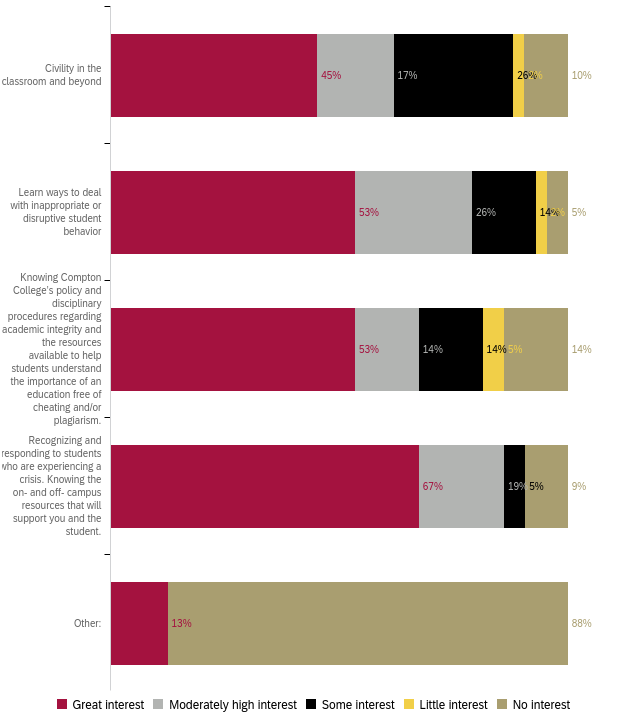 Civility in the
classroom and beyond
45%
17%
26%
10%
Learn ways to deal
with inappropriate or
disruptive student
behavior
53%
26%
14%
5%
Knowing Compton
College's policy and
disciplinary
procedures regarding
academic integrity and
the resources
available to help
students understand
the importance of an
education free of
cheating and/or
plagiarism.
53%
14%
14%
5%
14%
Recognizing and
responding to students
who are experiencing a
crisis. Knowing the
on- and off- campus
resources that will
support you and the
student.
67%
19%
5%
9%
Other:
13%
88%
Great interest
Moderately high interest
Some interest
Little interest
No interest